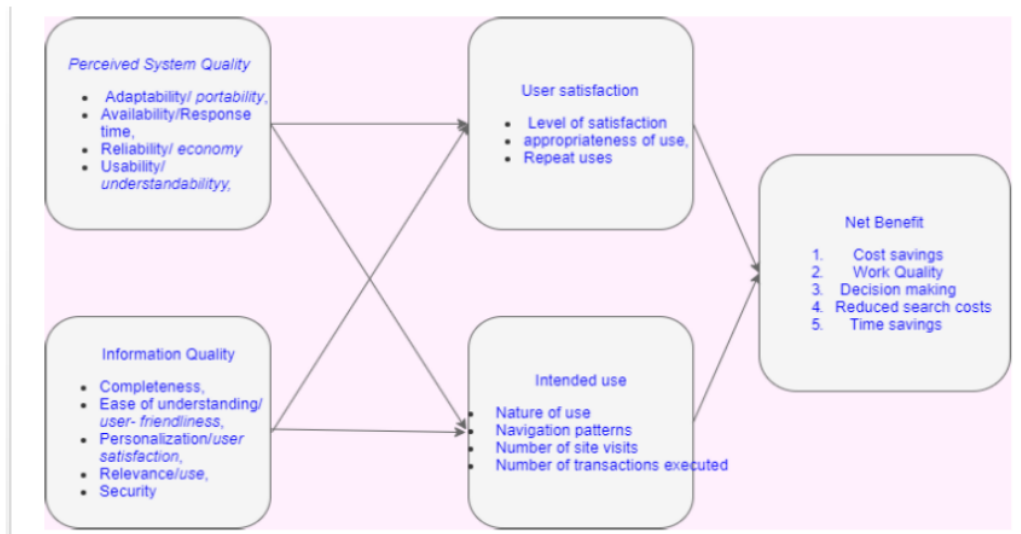 Perceived System Quality
• Adaptability/ portability,
• Availability/Response
time,
• Reliability/ economy
• Usability/
understandabilityy,
User satisfaction
• Level of satisfaction
• appropriateness of use,
• Repeat uses
Information Quality
• Completeness,
• Ease of understanding/
user- friendliness,
• Personalization/user
satisfaction,
• Relevance/use,
• Security
Intended use
• Nature of use
• Navigation patterns
• Number of site visits
• Number of transactions executed
Net Benefit
1. Cost savings
2. Work Quality
3. Decision making
4. Reduced search costs
5. Time savings